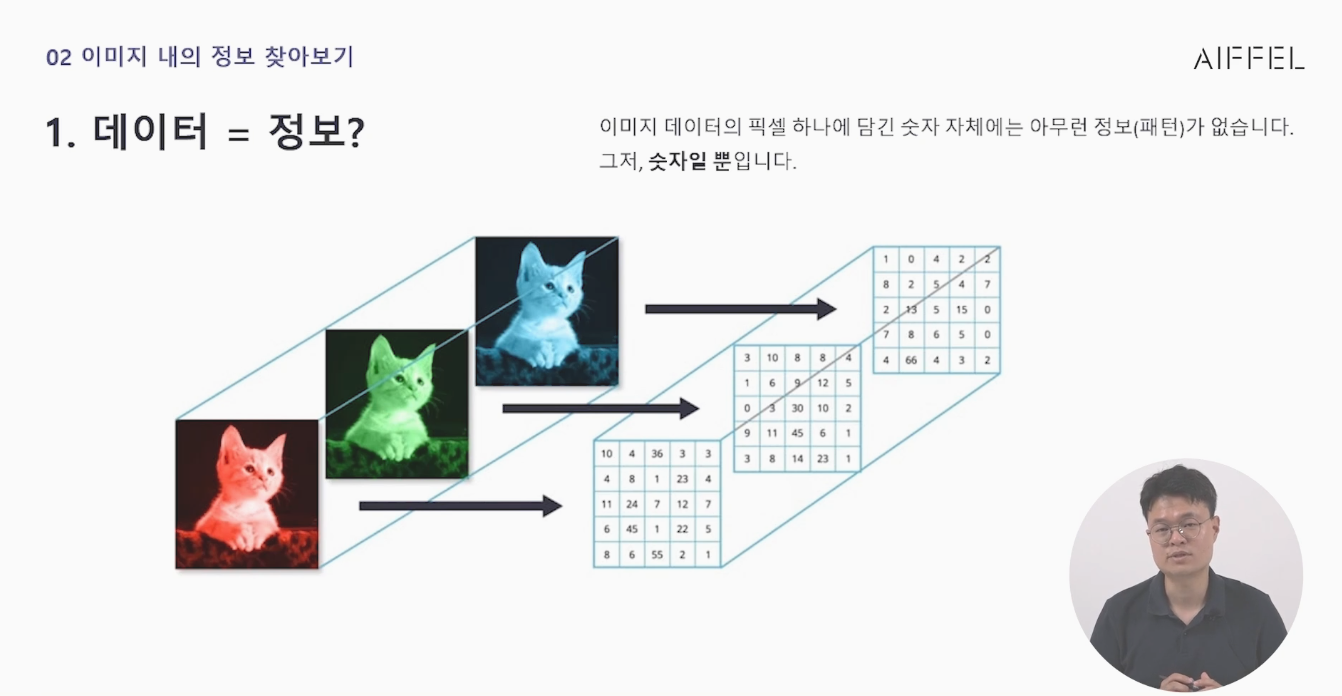 02 이미지 내의 정보 찾아보기
AIFFEL
1. 데이터 = 정보?
이미지 데이터의 픽셀 하나에 담긴 숫자 자체에는 아무런 정보(패턴)가 없습니다.
그저, 숫자일 뿐입니다.
1 0 4 2 2
8 2 5 4 7
2 13 5 15 0
7 8 6 5 0
4 66 4 3 2
3 10 8 8 4
1 6 9 12 5
0 3 30 10 2
9 11 45 6 1
3 8 14 23 1
10 4 36 3 3
4 8 1 23 4
11 24 7 12 7
6 45 1 22 5
8 6 55 2 1